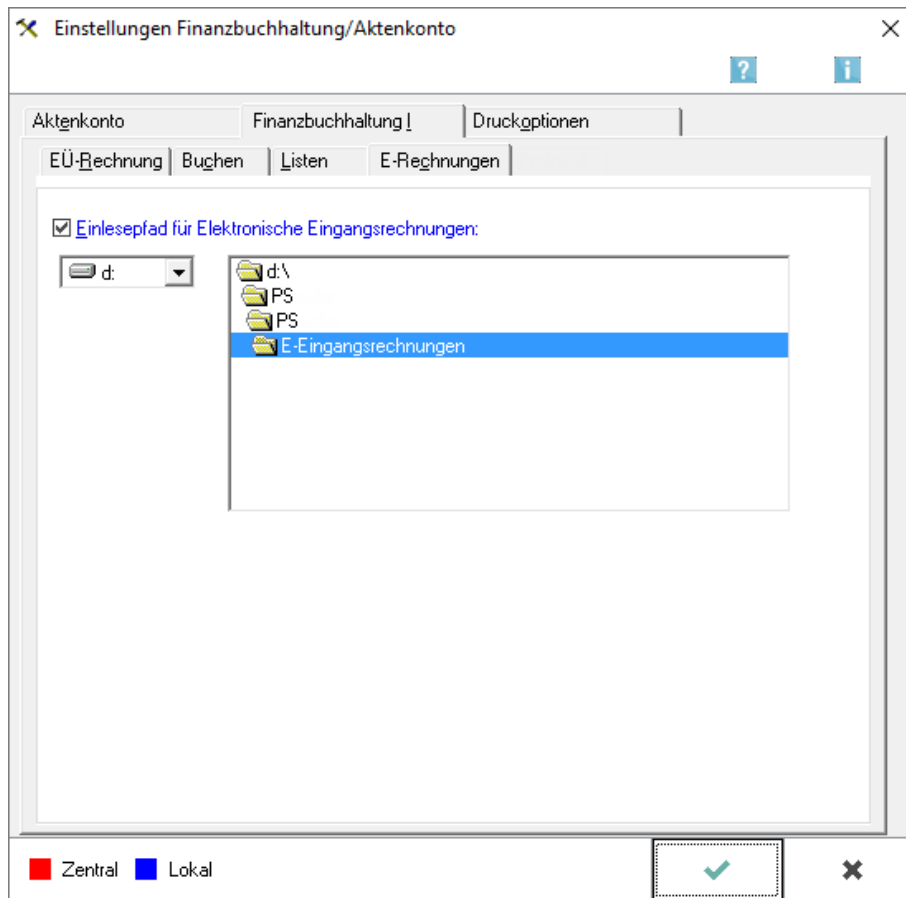 Einstellungen Finanzbuchhaltung/Aktenkonto
Aktenkonto Finanzbuchhaltung I Druckoptionen
EÜ-Rechnung Buchen Listen E-Rechnungen
Einlesepfad für Elektronische Eingangsrechnungen:
d: d:\
PS
PS
E-Eingangsrechnungen
Zentral Lokal